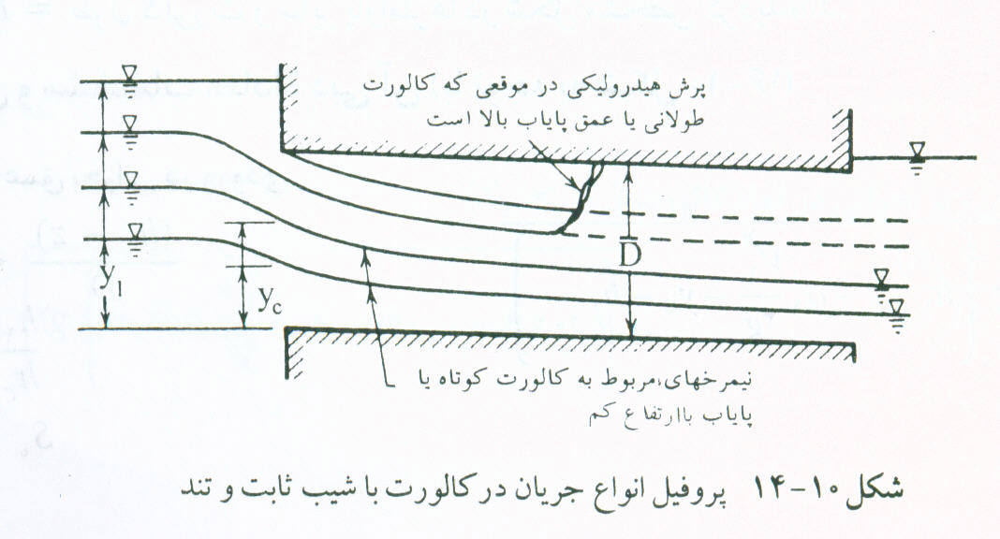 پرش هیدرولیکی در موقعی که کالورت
طولانی یا عمق پایاب بالا است
D
y1
yc
نیمرخهای،مربوط به کالورت کوتاه یا
پایاب باارتفاع کم
شکل ۱۰-۱۴ پروفیل انواع جریان در کالورت با شیب ثابت و تند